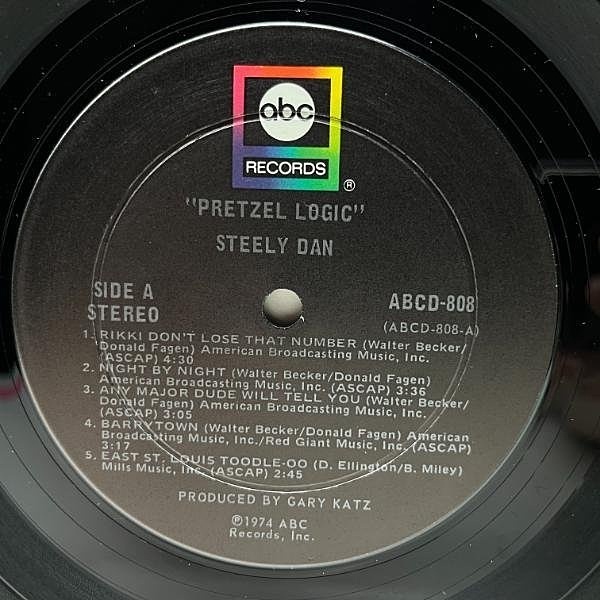 abc
RECORDS
®
"PRETZEL LOGIC"
STEELY DAN
SIDE A
STEREO
ABCD-808
(ABCD-808-A)
1. RIKKI DON'T LOSE THAT NUMBER (Walter Becker/
Donald Fagen) American Broadcasting Music, Inc.
(ASCAP) 4:30
2. NIGHT BY NIGHT (Walter Becker/Donald Fagen)
American Broadcasting Music, Inc. (ASCAP) 3:36
3. ANY MAJOR DUDE WILL TELL YOU (Walter Becker/
Donald Fagen) American Broadcasting Music, Inc.
(ASCAP) 3:05
4. BARRYTOWN (Walter Becker/Donald Fagen) American
Broadcasting Music, Inc./Red Giant Music, Inc. (ASCAP)
3:17
5. EAST ST. LOUIS TOODLE-OO (D. Ellington/B. Miley)
Mills Music, Inc. (ASCAP) 2:45
PRODUCED BY GARY KATZ
℗1974 ABC
Records, Inc.